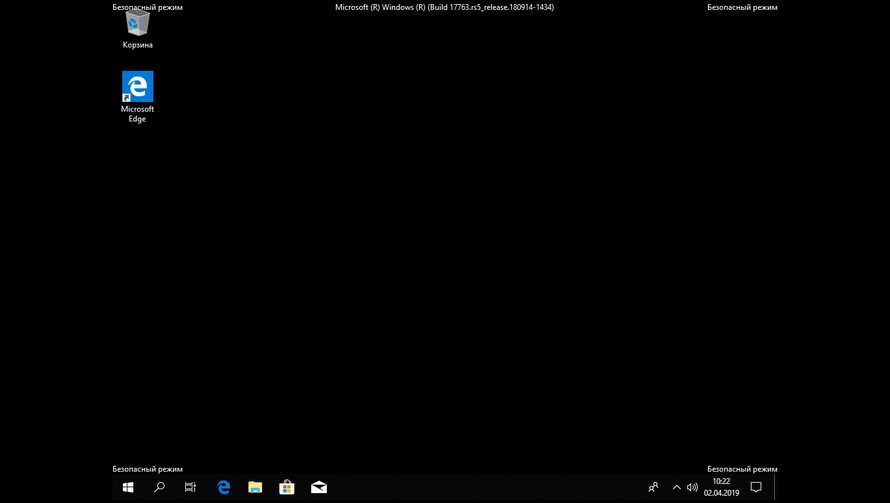 Безопасный режим
Microsoft (R) Windows (R) (Build 17763.rs5_release.180914-1434)
Безопасный режим
Корзина
Microsoft
Edge
Безопасный режим
Безопасный режим
10:22
02.04.2019